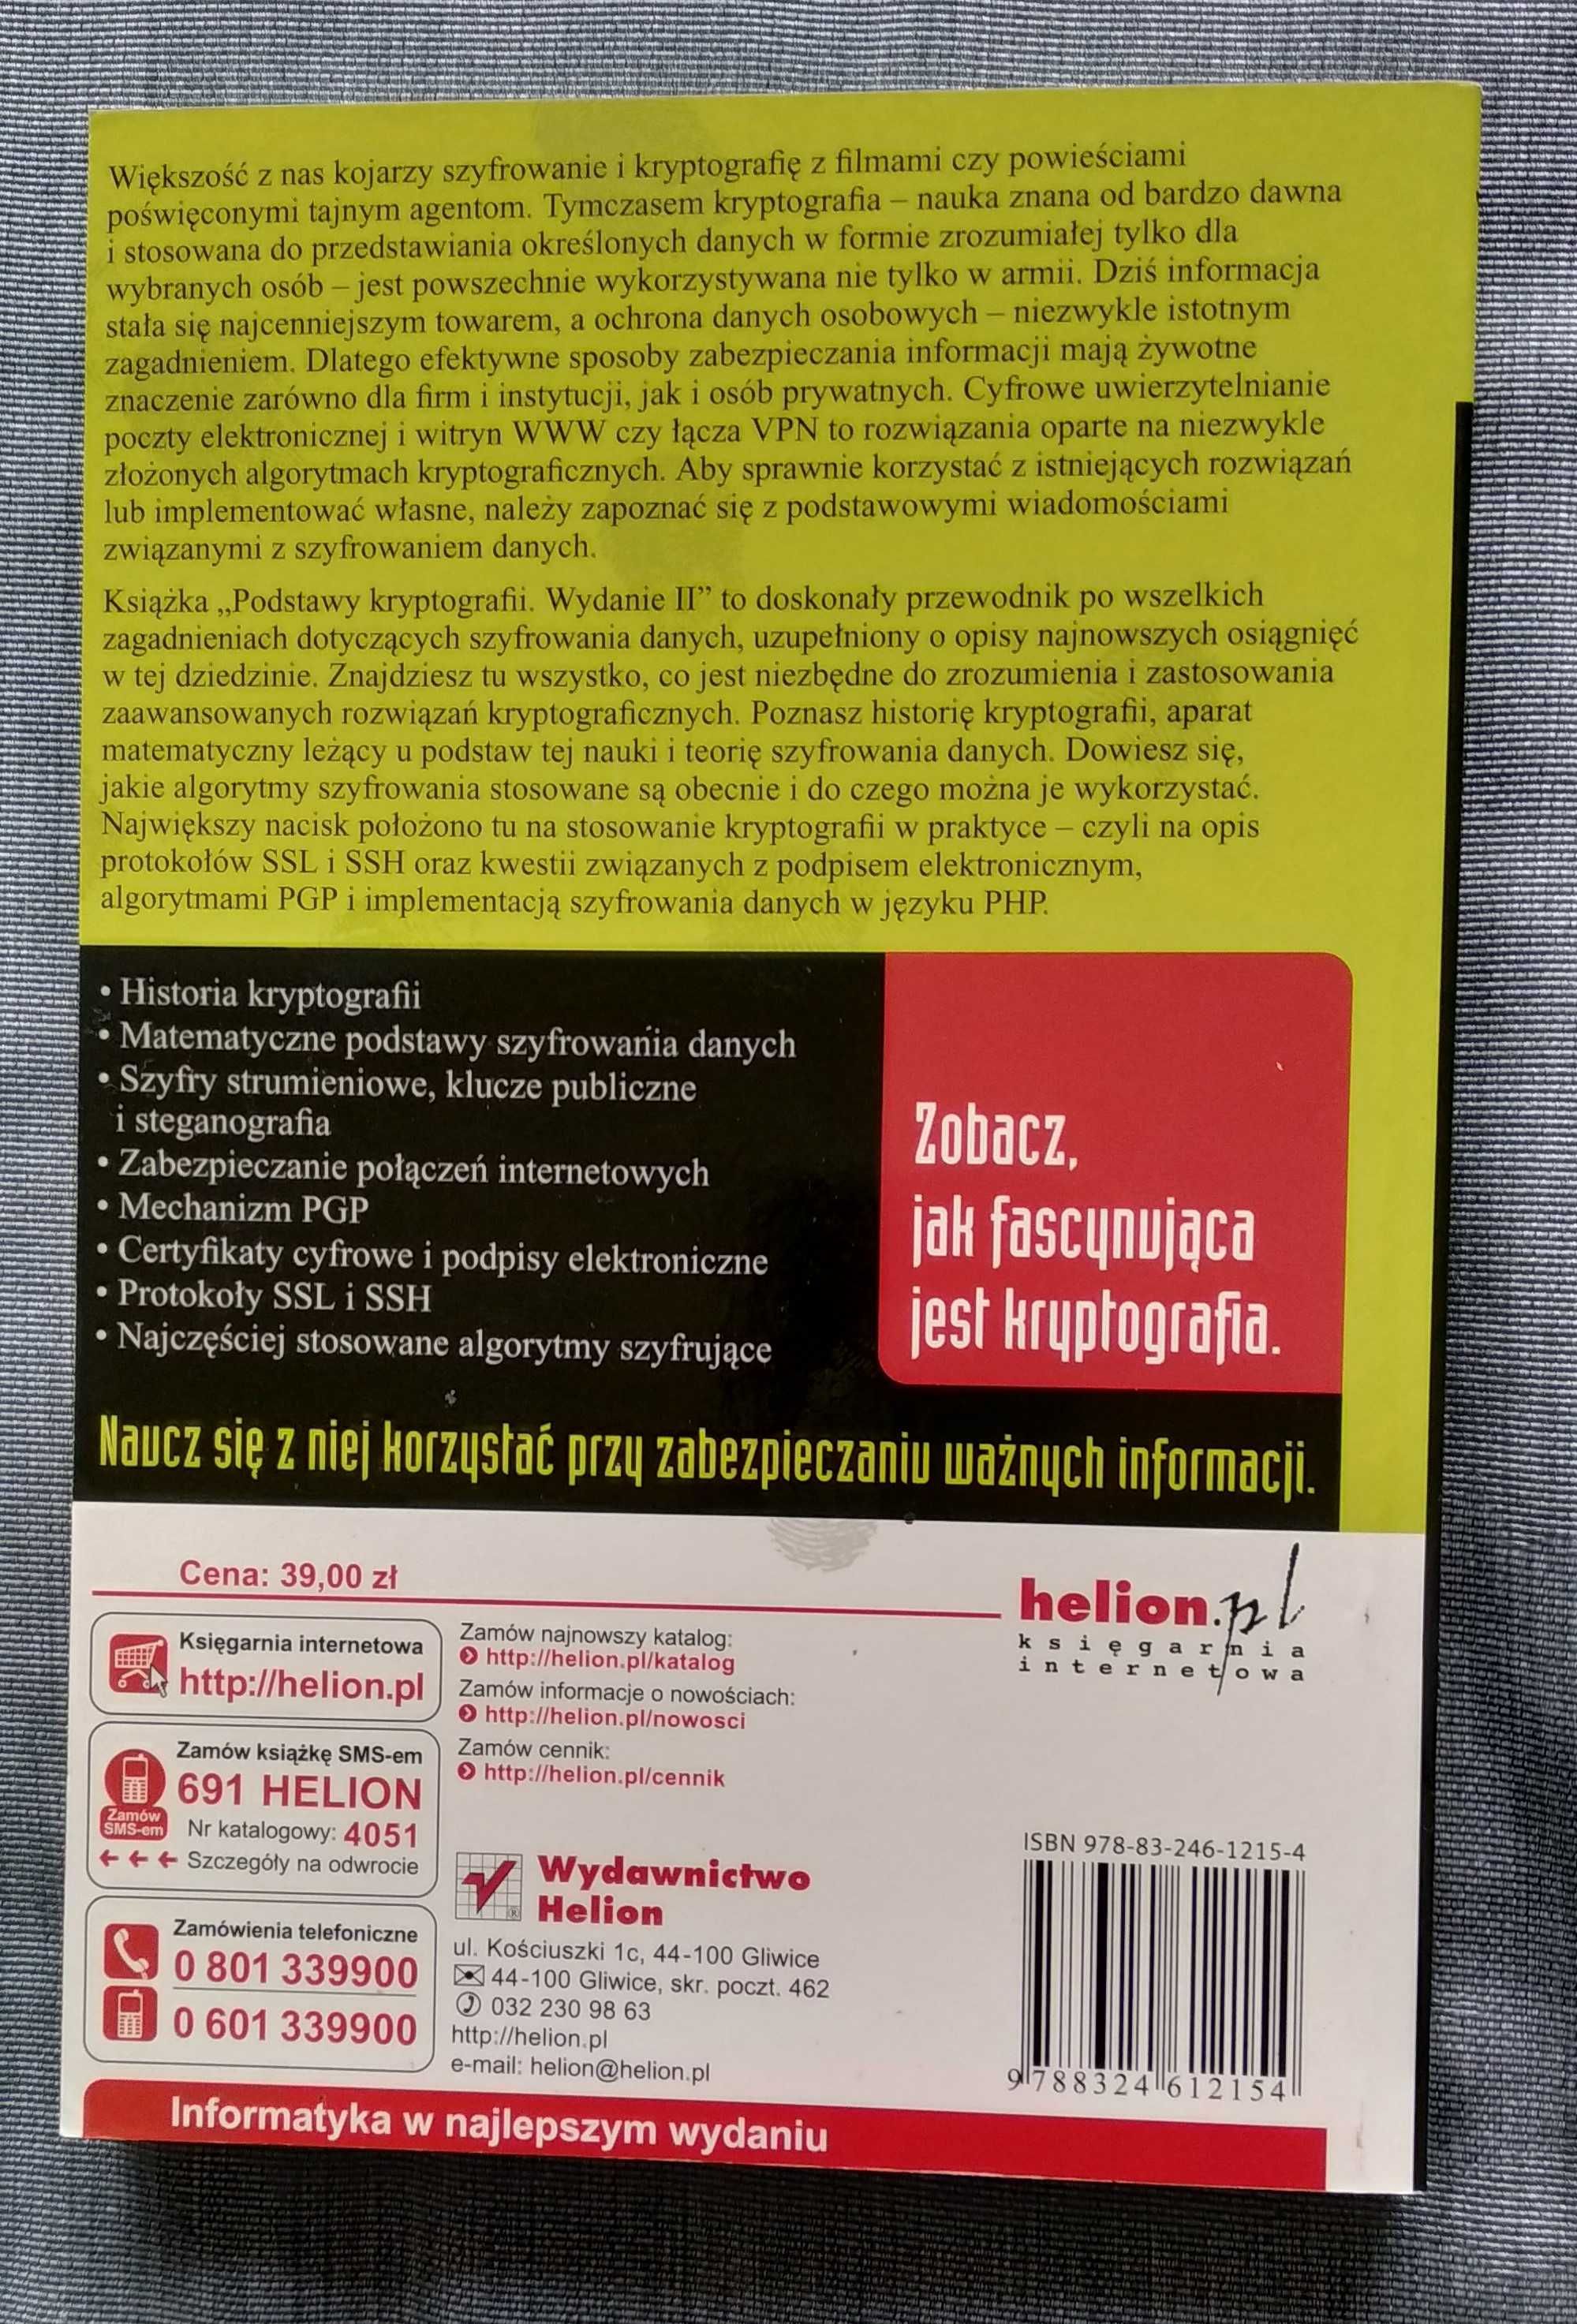 Większość z nas kojarzy szyfrowanie i kryptografię z filmami czy powieściami
poświęconymi tajnym agentom. Tymczasem kryptografia – nauka znana od bardzo dawna
i stosowana do przedstawiania określonych danych w formie zrozumiałej tylko dla
wybranych osób – jest powszechnie wykorzystywana nie tylko w armii. Dziś informacja
stała się najcenniejszym towarem, a ochrona danych osobowych – niezwykle istotnym
zagadnieniem. Dlatego efektywne sposoby zabezpieczania informacji mają żywotne
znaczenie zarówno dla firm i instytucji, jak i osób prywatnych. Cyfrowe uwierzytelnianie
poczty elektronicznej i witryn WWW czy łącza VPN to rozwiązania oparte na niezwykle
złożonych algorytmach kryptograficznych. Aby sprawnie korzystać z istniejących rozwiązań
lub implementować własne, należy zapoznać się z podstawowymi wiadomościami
związanymi z szyfrowaniem danych.
Książka „Podstawy kryptografii. Wydanie II” to doskonały przewodnik po wszelkich
zagadnieniach dotyczących szyfrowania danych, uzupełniony o opisy najnowszych osiągnięć
w tej dziedzinie. Znajdziesz tu wszystko, co jest niezbędne do zrozumienia i zastosowania
zaawansowanych rozwiązań kryptograficznych. Poznasz historię kryptografii, aparat
matematyczny leżący u podstaw tej nauki i teorię szyfrowania danych. Dowiesz się,
jakie algorytmy szyfrowania stosowane są obecnie i do czego można je wykorzystać.
Największy nacisk położono tu na stosowanie kryptografii w praktyce – czyli na opis
protokołów SSL i SSH oraz kwestii związanych z podpisem elektronicznym,
algorytmami PGP i implementacją szyfrowania danych w języku PHP.
• Historia kryptografii
• Matematyczne podstawy szyfrowania danych
• Szyfry strumieniowe, klucze publiczne
i steganografia
• Zabezpieczanie połączeń internetowych
• Mechanizm PGP
• Certyfikaty cyfrowe i podpisy elektroniczne
• Protokoły SSL i SSH
• Najczęściej stosowane algorytmy szyfrujące
Zobacz,
jak fascynująca
jest kryptografia.
Naucz się z niej korzystać przy zabezpieczaniu ważnych informacji.
Cena: 39,00 zł
Księgarnia internetowa
http://helion.pl
Zamów książkę SMS-em
691 HELION
Zamów
SMS-em
Nr katalogowy: 4051
Szczegóły na odwrocie
Zamówienia telefoniczne
0 801 339900
0 601 339900
Zamów najnowszy katalog:
http://helion.pl/katalog
Zamów informacje o nowościach:
http://helion.pl/nowosci
Zamów cennik:
http://helion.pl/cennik
Wydawnictwo
Helion
®
ul. Kościuszki 1c, 44-100 Gliwice
44-100 Gliwice, skr. poczt. 462
032 230 98 63
http://helion.pl
e-mail: helion@helion.pl
helion.pl
księgarnia
internetowa
ISBN 978-83-246-1215-4
9 788324 612154
Informatyka w najlepszym wydaniu